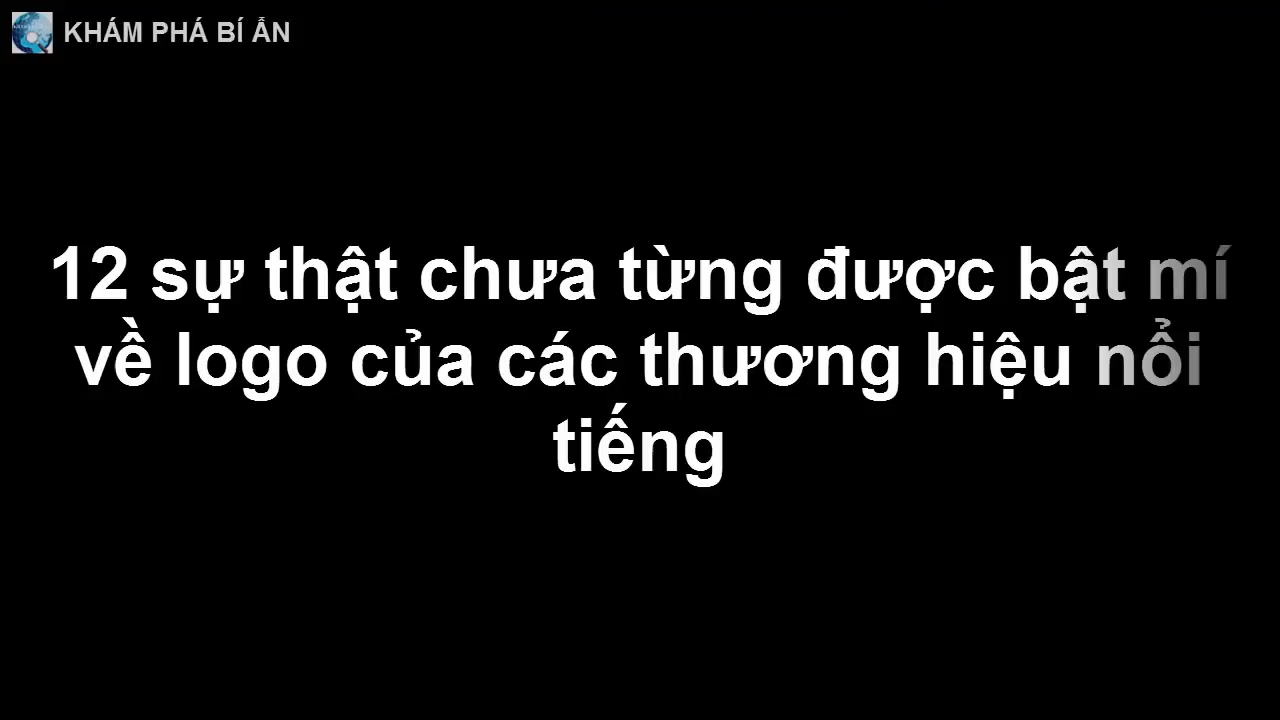 KHÁM PHÁ BÍ ẨN
12 sự thật chưa từng được bật mí
về logo của các thương hiệu nổi
tiếng